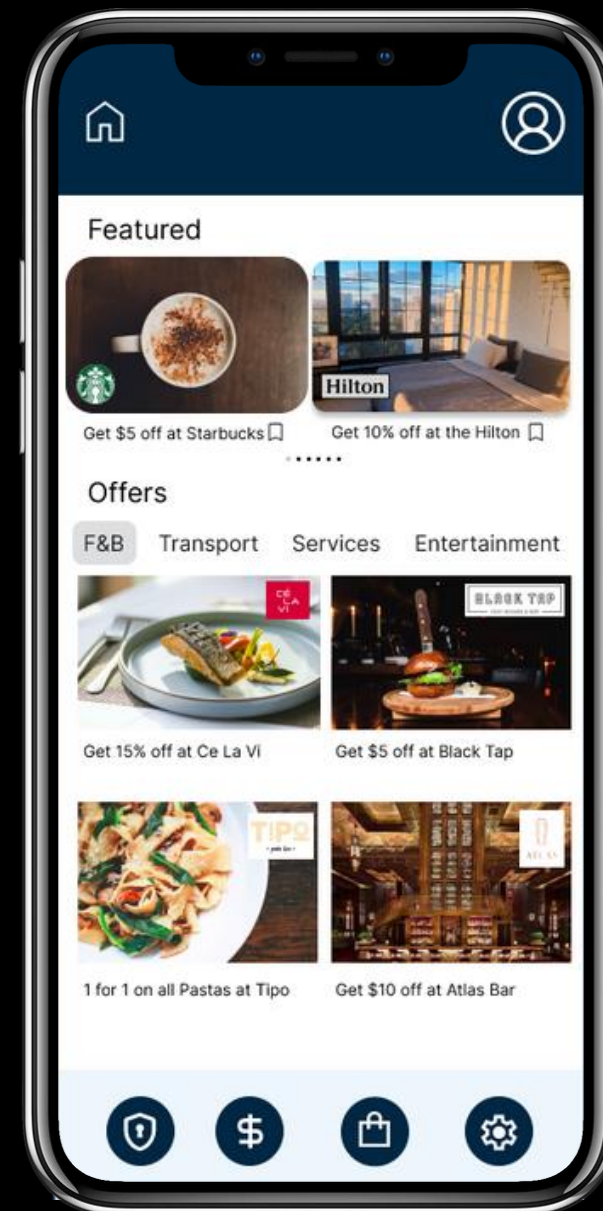 Featured
Hilton
Get $5 off at Starbucks
Get 10% off at the Hilton
Offers
F&B Transport Services Entertainment
CÉ
LA
VI
BLACK TAP
Get 15% off at Ce La Vi
Get $5 off at Black Tap
TIPO
ATLAS
1 for 1 on all Pastas at Tipo
Get $10 off at Atlas Bar